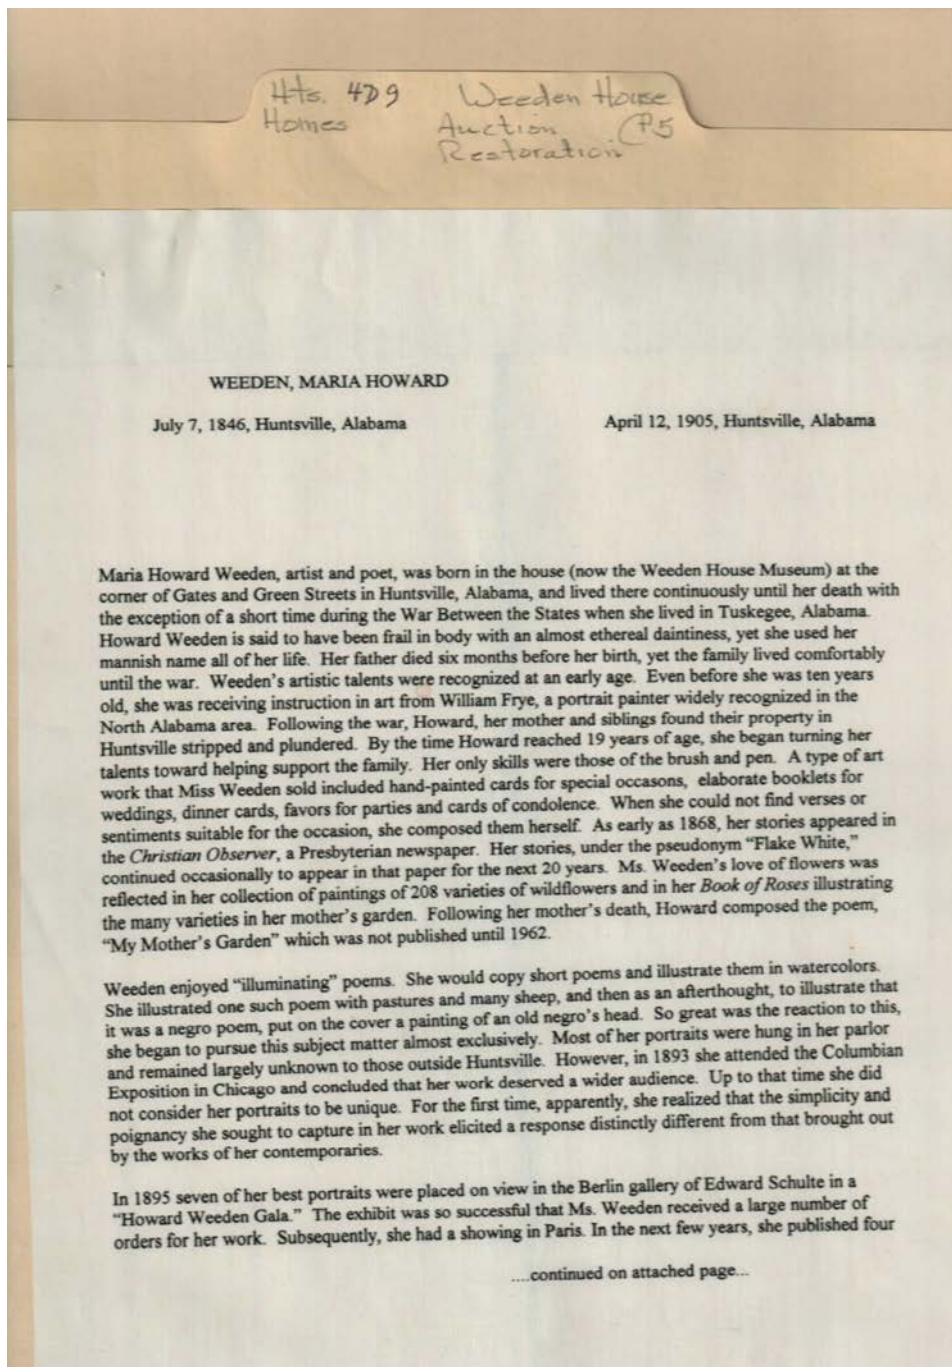 Hts. 4D9 Weeden House
Homes Auction (P5
Restoration
WEEDEN, MARIA HOWARD
July 7, 1846, Huntsville, Alabama April 12, 1905, Huntsville, Alabama
Maria Howard Weeden, artist and poet, was born in the house (now the Weeden House Museum) at the
corner of Gates and Green Streets in Huntsville, Alabama, and lived there continuously until her death with
the exception of a short time during the War Between the States when she lived in Tuskegee, Alabama.
Howard Weeden is said to have been frail in body with an almost ethereal daintiness, yet she used her
mannish name all of her life. Her father died six months before her birth, yet the family lived comfortably
until the war. Weeden's artistic talents were recognized at an early age. Even before she was ten years
old, she was receiving instruction in art from William Frye, a portrait painter widely recognized in the
North Alabama area. Following the war, Howard, her mother and siblings found their property in
Huntsville stripped and plundered. By the time Howard reached 19 years of age, she began turning her
talents toward helping support the family. Her only skills were those of the brush and pen. A type of art
work that Miss Weeden sold included hand-painted cards for special occasons, elaborate booklets for
weddings, dinner cards, favors for parties and cards of condolence. When she could not find verses or
sentiments suitable for the occasion, she composed them herself. As early as 1868, her stories appeared in
the Christian Observer, a Presbyterian newspaper. Her stories, under the pseudonym "Flake White,"
continued occasionally to appear in that paper for the next 20 years. Ms. Weeden's love of flowers was
reflected in her collection of paintings of 208 varieties of wildflowers and in her Book of Roses illustrating
the many varieties in her mother's garden. Following her mother's death, Howard composed the poem,
"My Mother's Garden" which was not published until 1962.
Weeden enjoyed "illuminating" poems. She would copy short poems and illustrate them in watercolors.
She illustrated one such poem with pastures and many sheep, and then as an afterthought, to illustrate that
it was a negro poem, put on the cover a painting of an old negro's head. So great was the reaction to this,
she began to pursue this subject matter almost exclusively. Most of her portraits were hung in her parlor
and remained largely unknown to those outside Huntsville. However, in 1893 she attended the Columbian
Exposition in Chicago and concluded that her work deserved a wider audience. Up to that time she did
not consider her portraits to be unique. For the first time, apparently, she realized that the simplicity and
poignancy she sought to capture in her work elicited a response distinctly different from that brought out
by the works of her contemporaries.
In 1895 seven of her best portraits were placed on view in the Berlin gallery of Edward Schulte in a
"Howard Weeden Gala." The exhibit was so successful that Ms. Weeden received a large number of
orders for her work. Subsequently, she had a showing in Paris. In the next few years, she published four
....continued on attached page...